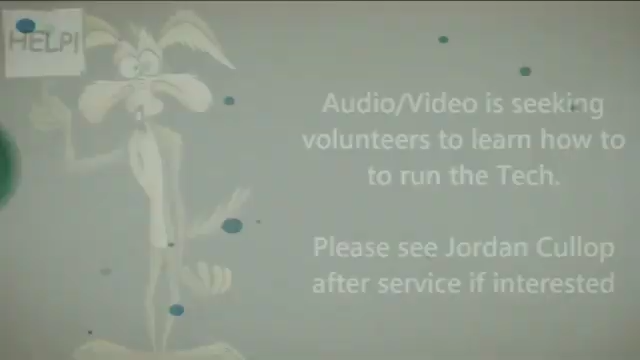 HELP!
Audio/Video is seeking
volunteers to learn how to
to run the Tech.
Please see Jordan Cullop
after service if interested